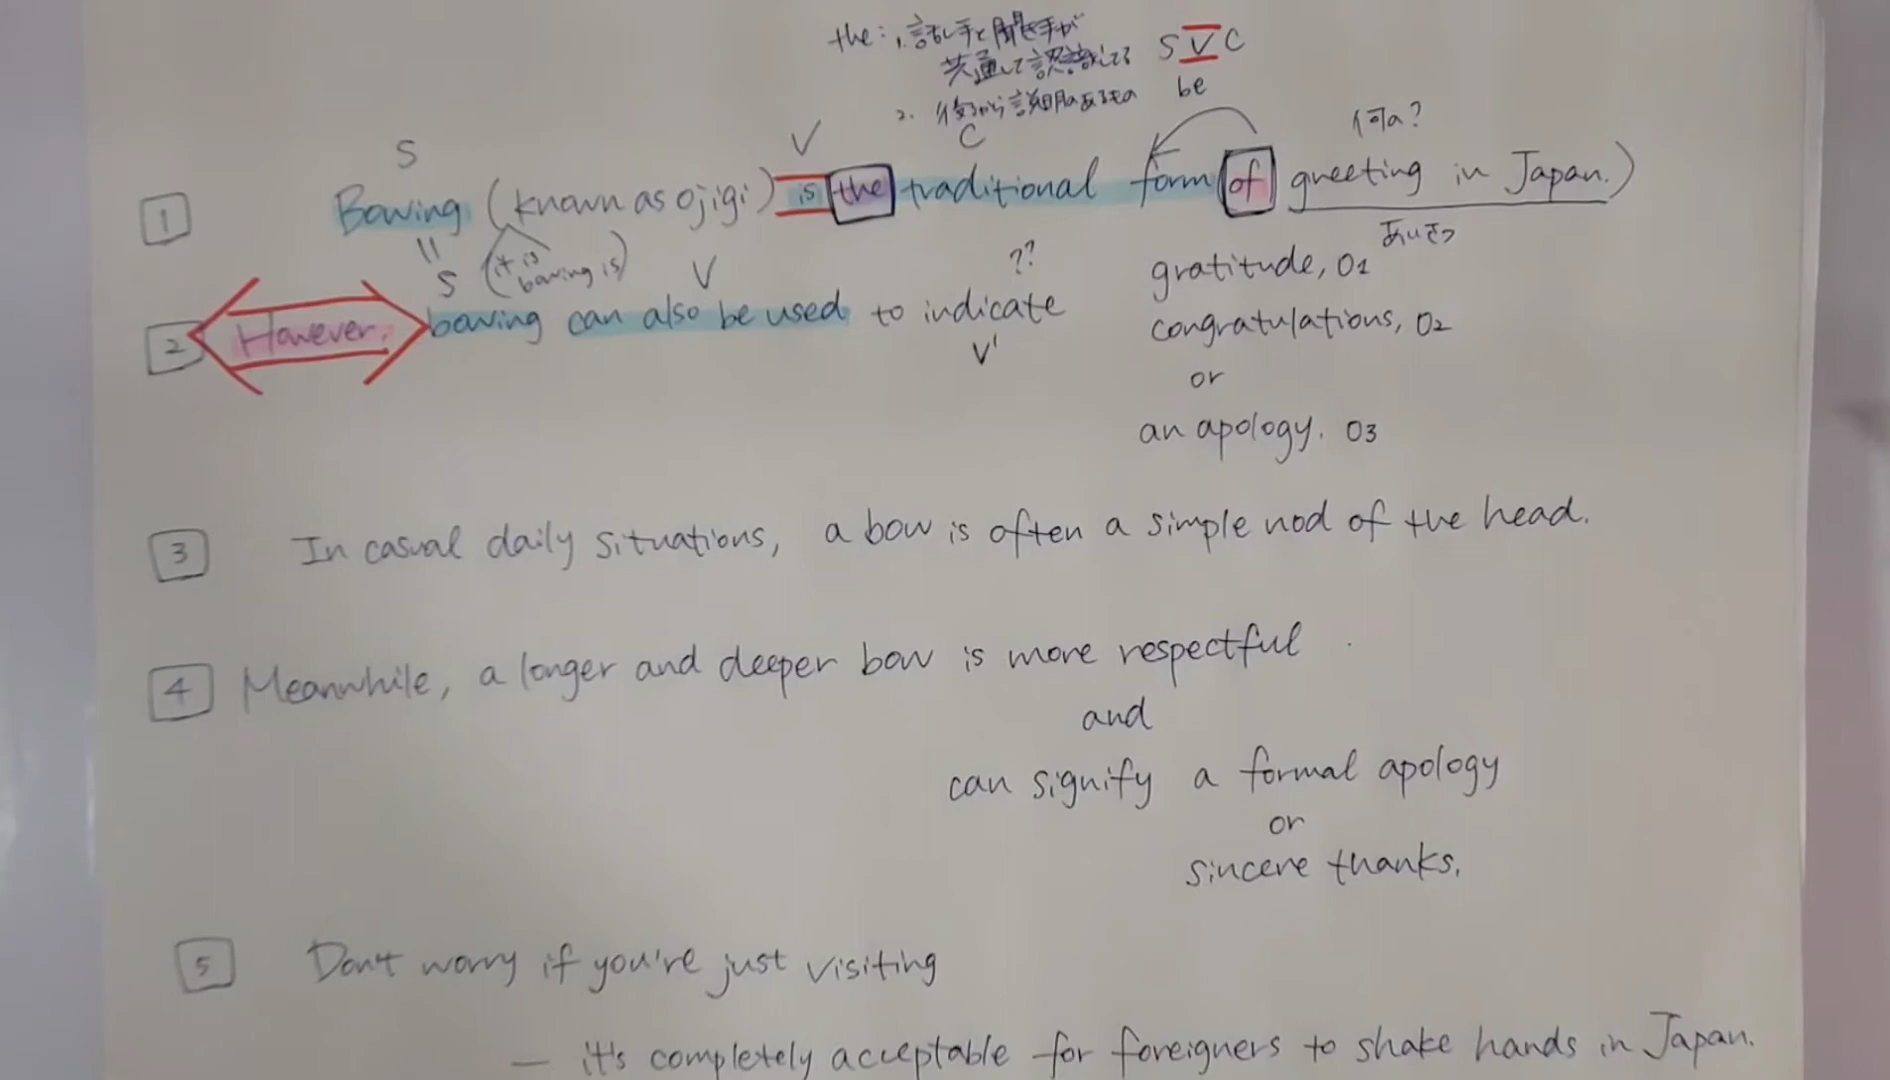 the: 1. 話し手と聞き手が
共通して認識してる
2. 後ろから説明あるもの
S V C
be
S
V
C
何の?
1 Bowing (known as ojigi) is the traditional form of greeting in Japan.)
あいさつ
=
S
(it is
bowing is)
V
??
2 However, bowing can also be used to indicate
V'
gratitude, O1
congratulations, O2
or
an apology. O3
3 In casual daily situations, a bow is often a simple nod of the head.
4 Meanwhile, a longer and deeper bow is more respectful
and
can signify a formal apology
or
sincere thanks.
5 Don't worry if you're just visiting
— it's completely acceptable for foreigners to shake hands in Japan.